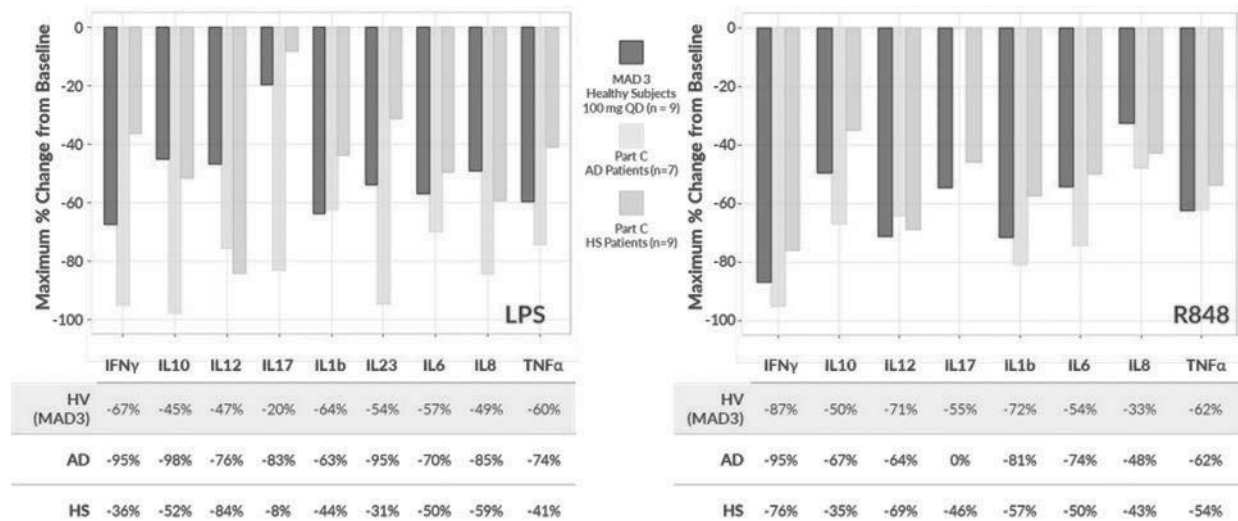 Maximum % Change from Baseline
0
-20
-40
-60
-80
-100
LPS
IFNγ IL10 IL12 IL17 IL1b IL23 IL6 IL8 TNFα
HV (MAD3) -67% -45% -47% -20% -64% -54% -57% -49% -60%
AD -95% -98% -76% -83% -63% -95% -70% -85% -74%
HS -36% -52% -84% -8% -44% -31% -50% -59% -41%
MAD 3
Healthy Subjects
100 mg QD (n = 9)
Part C
AD Patients (n=7)
Part C
HS Patients (n=9)
Maximum % Change from Baseline
0
-20
-40
-60
-80
-100
R848
IFNγ IL10 IL12 IL17 IL1b IL6 IL8 TNFα
HV (MAD3) -87% -50% -71% -55% -72% -54% -33% -62%
AD -95% -67% -64% 0% -81% -74% -48% -62%
HS -76% -35% -69% -46% -57% -50% -43% -54%